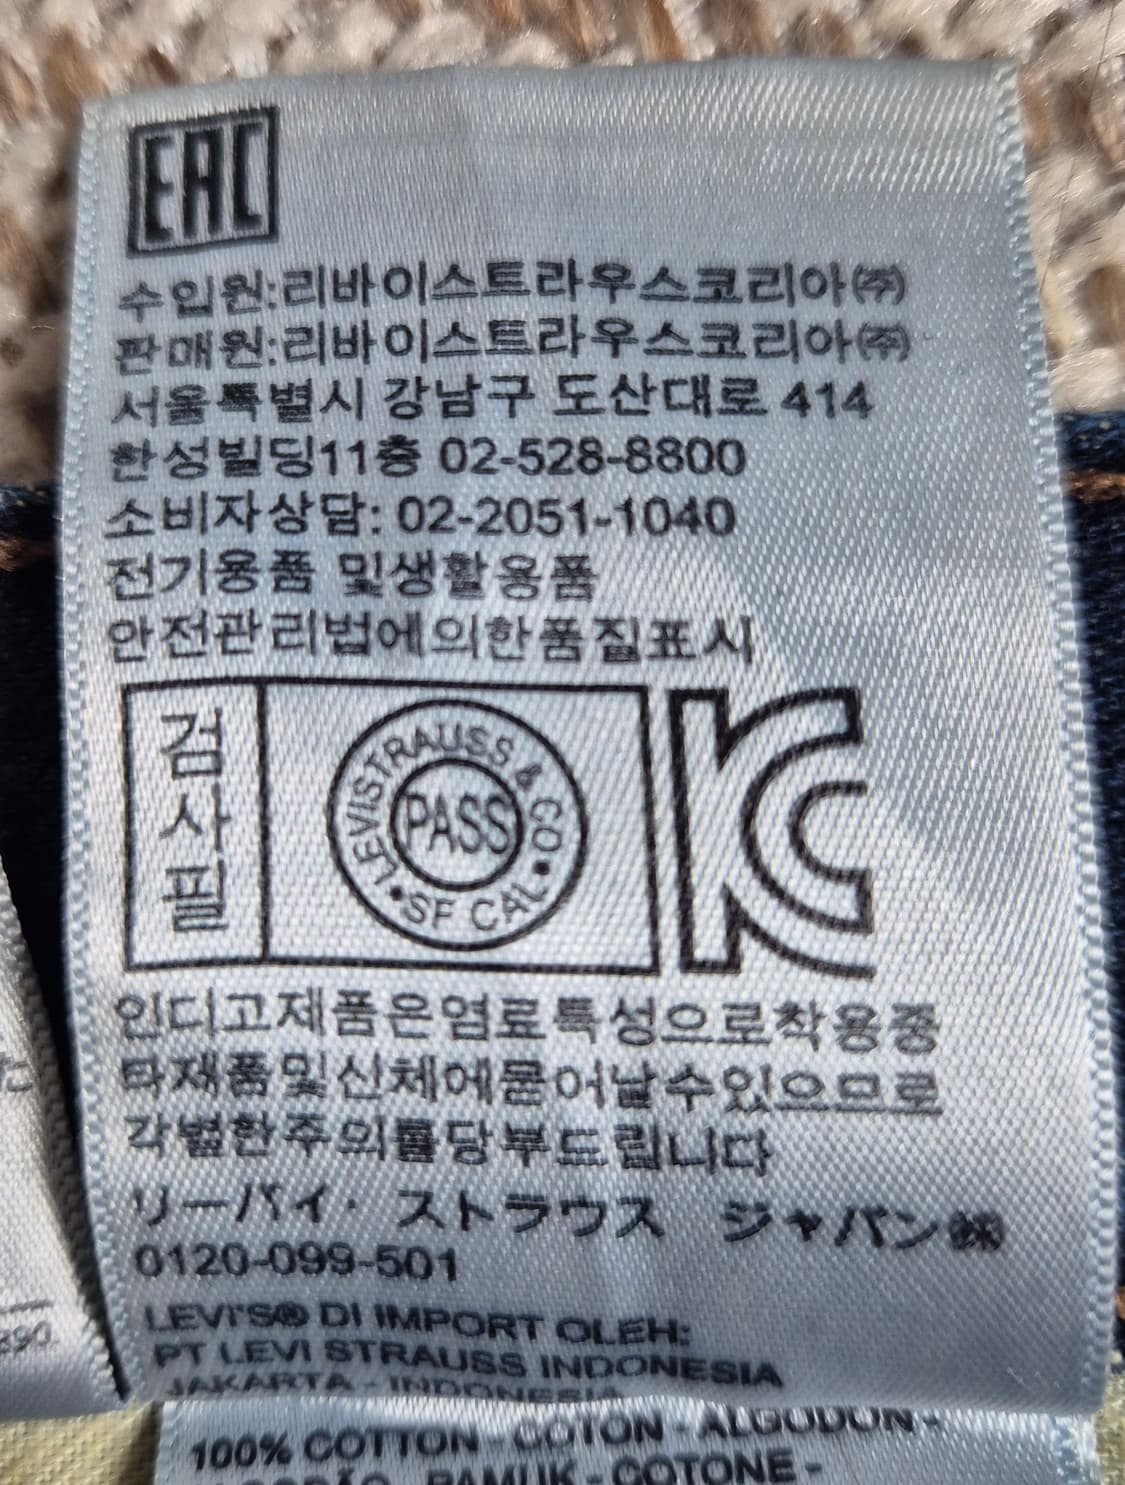 EAC
수입원:리바이스트라우스코리아㈜
판매원:리바이스트라우스코리아㈜
서울특별시 강남구 도산대로 414
한성빌딩11층 02-528-8800
소비자상담: 02-2051-1040
전기용품 및생활용품
안전관리법에의한품질표시
검사필
LEVISTRAUSS & CO
PASS
SF CAL
KC
인디고제품은염료특성으로착용중
타재품및신체에묻어날수있으므로
각별한주의를당부드립니다
リーバイ・ストラウス ジャパン㈱
0120-099-501
LEVI'S® DI IMPORT OLEH:
PT LEVI STRAUSS INDONESIA
JAKARTA - INDONESIA
100% COTTON - COTON - ALGODON -
PAMUK - COTONE -
890